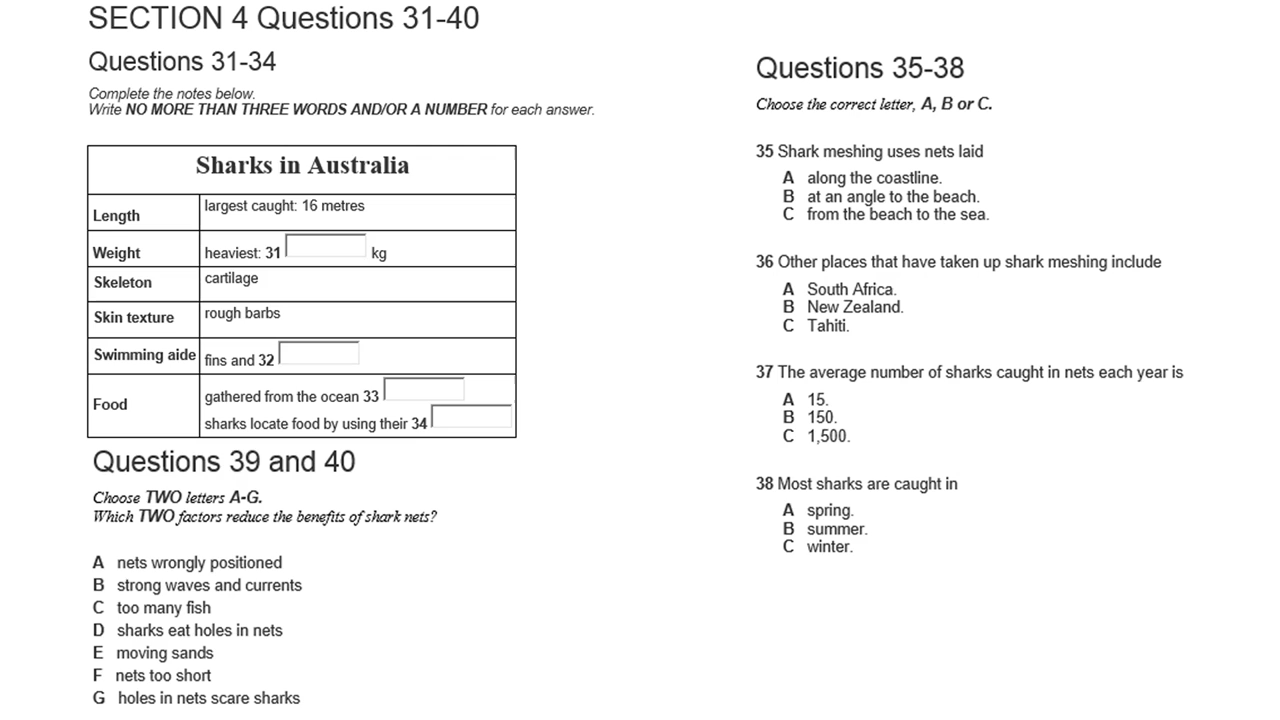 SECTION 4 Questions 31-40
Questions 31-34
Complete the notes below.
Write NO MORE THAN THREE WORDS AND/OR A NUMBER for each answer.
Sharks in Australia
Length largest caught: 16 metres
Weight heaviest: 31 kg
Skeleton cartilage
Skin texture rough barbs
Swimming aide fins and 32
Food gathered from the ocean 33
sharks locate food by using their 34
Questions 39 and 40
Choose TWO letters A-G.
Which TWO factors reduce the benefits of shark nets?
A nets wrongly positioned
B strong waves and currents
C too many fish
D sharks eat holes in nets
E moving sands
F nets too short
G holes in nets scare sharks
Questions 35-38
Choose the correct letter, A, B or C.
35 Shark meshing uses nets laid
A along the coastline.
B at an angle to the beach.
C from the beach to the sea.
36 Other places that have taken up shark meshing include
A South Africa.
B New Zealand.
C Tahiti.
37 The average number of sharks caught in nets each year is
A 15.
B 150.
C 1,500.
38 Most sharks are caught in
A spring.
B summer.
C winter.